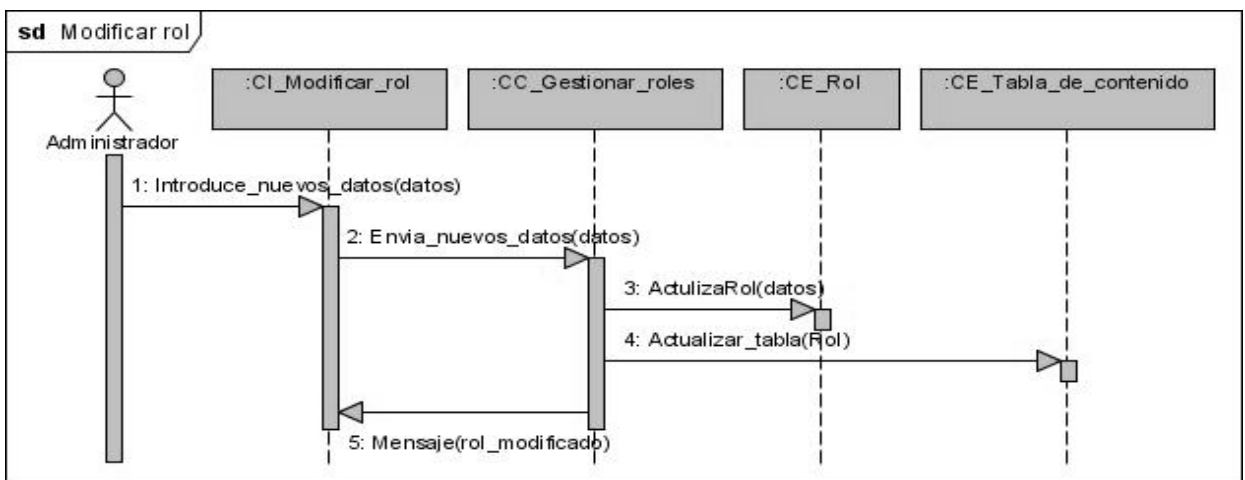 sd Modificar rol
:CI_Modificar_rol
:CC_Gestionar_roles
:CE_Rol
:CE_Tabla_de_contenido
Administrador
1: Introduce_nuevos_datos(datos)
2: Envia_nuevos_datos(datos)
3: ActulizaRol(datos)
4: Actualizar_tabla(Rol)
5: Mensaje(rol_modificado)